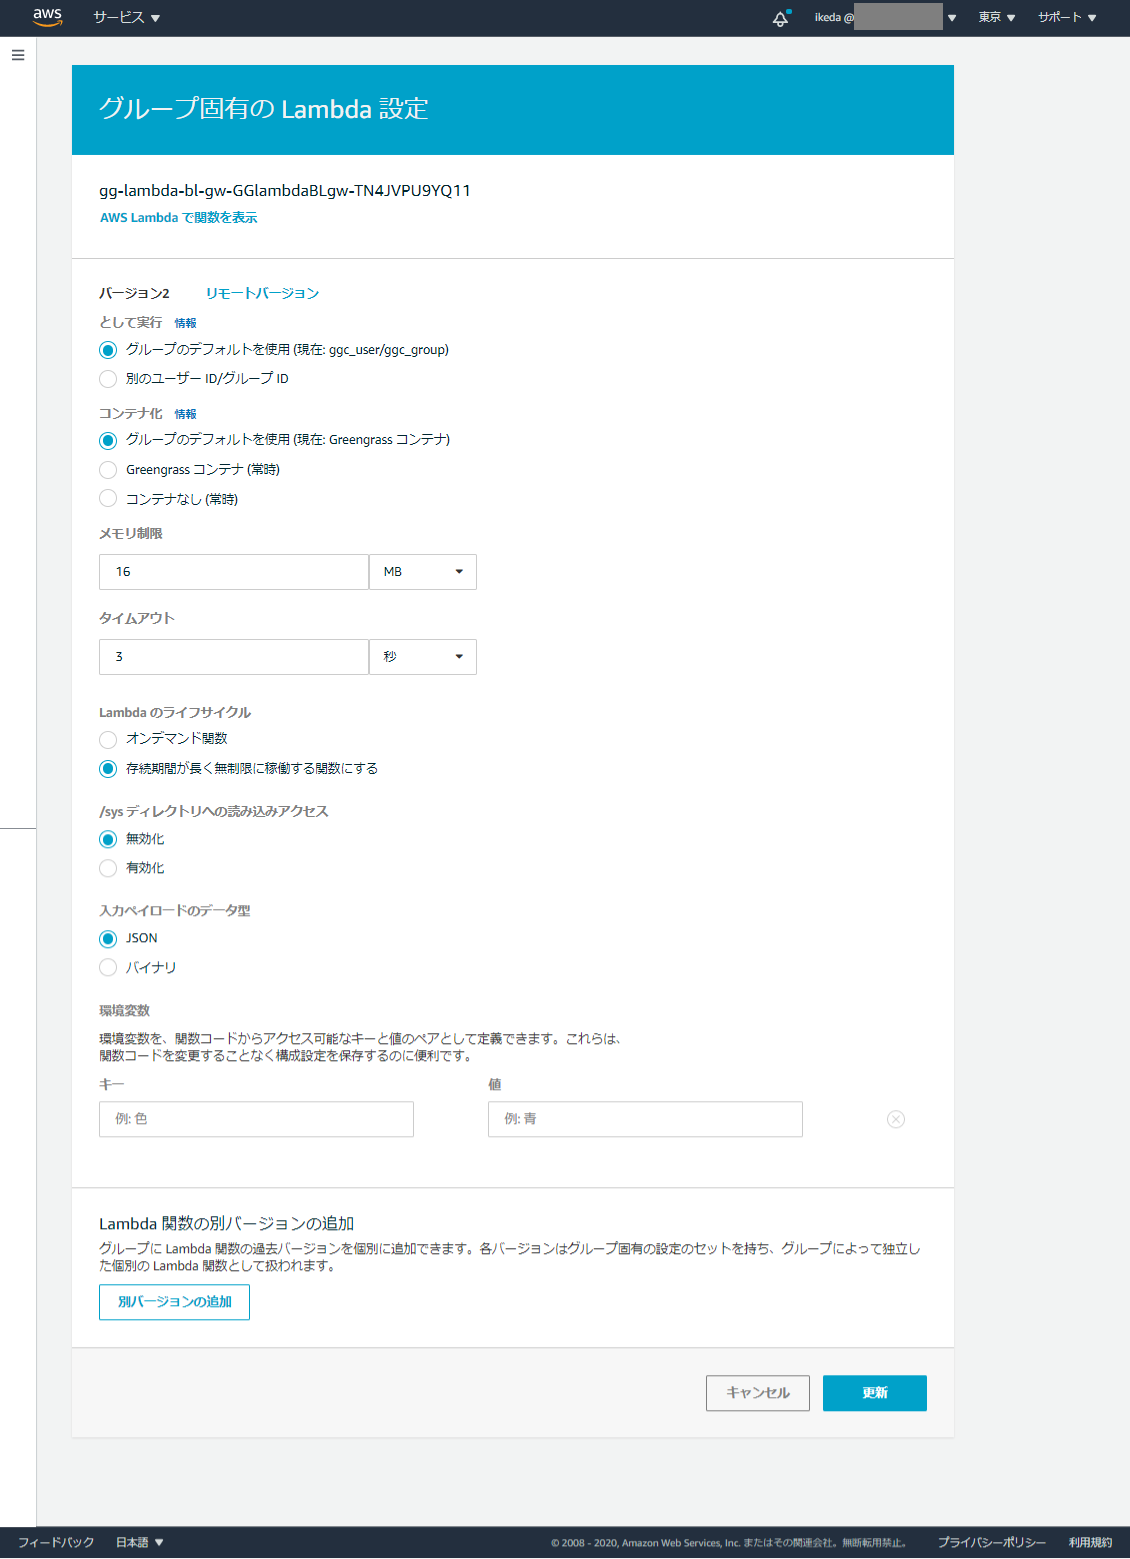 aws
サービス
ikeda @
東京
サポート
グループ固有の Lambda 設定
gg-lambda-bl-gw-GGlambdaBLgw-TN4JVPU9YQ11
AWS Lambda で関数を表示
バージョン2 リモートバージョン
として実行 情報
グループのデフォルトを使用 (現在: ggc_user/ggc_group)
別のユーザー ID/グループ ID
コンテナ化 情報
グループのデフォルトを使用 (現在: Greengrass コンテナ)
Greengrass コンテナ (常時)
コンテナなし (常時)
メモリ制限
16 MB
タイムアウト
3 秒
Lambda のライフサイクル
オンデマンド関数
存続期間が長く無制限に稼働する関数にする
/sys ディレクトリへの読み込みアクセス
無効化
有効化
入力ペイロードのデータ型
JSON
バイナリ
環境変数
環境変数を、関数コードからアクセス可能なキーと値のペアとして定義できます。これらは、
関数コードを変更することなく構成設定を保存するのに便利です。
キー 値
例: 色 例: 青
Lambda 関数の別バージョンの追加
グループに Lambda 関数の過去バージョンを個別に追加できます。各バージョンはグループ固有の設定のセットを持ち、グループによって独立し
た個別の Lambda 関数として扱われます。
別バージョンの追加
キャンセル 更新
フィードバック 日本語 © 2008 - 2020, Amazon Web Services, Inc. またはその関連会社。無断転用禁止。 プライバシーポリシー 利用規約